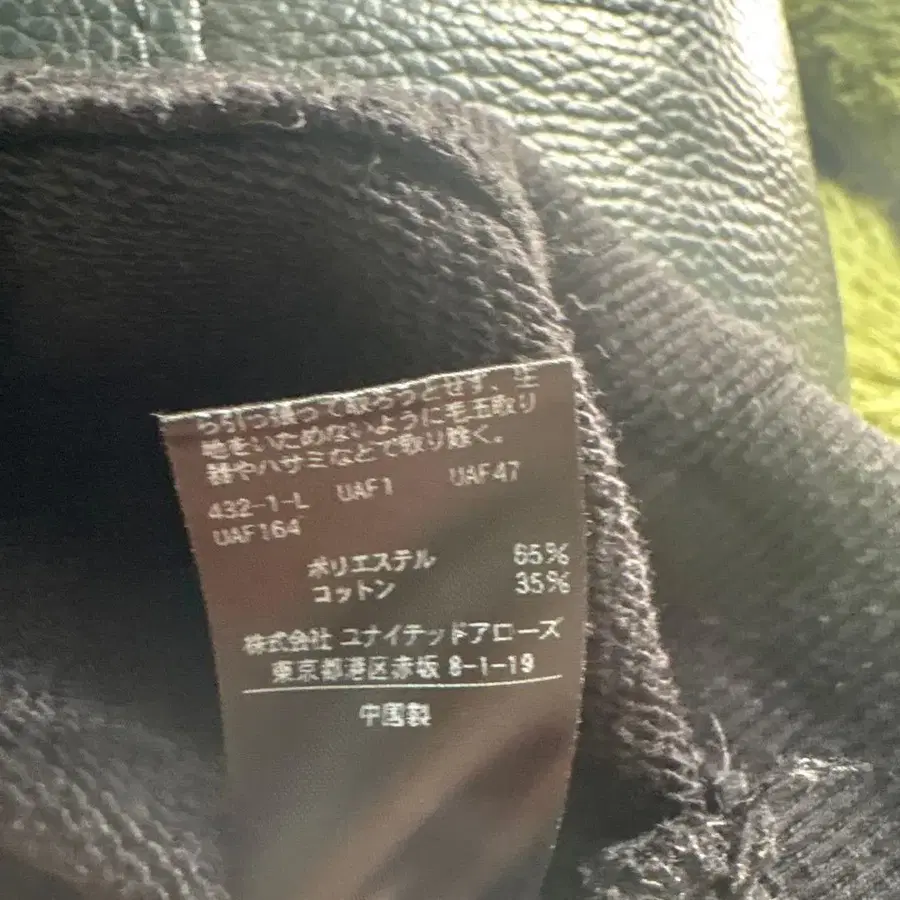 ら引っ張って取ろうとせず、生
地をいためないように毛玉取り
器やハサミなどで取り除く。
432-1-L UAF1 UAF47
UAF164
ポリエステル 65%
コットン 35%
株式会社 ユナイテッドアローズ
東京都港区赤坂 8-1-19
中国製